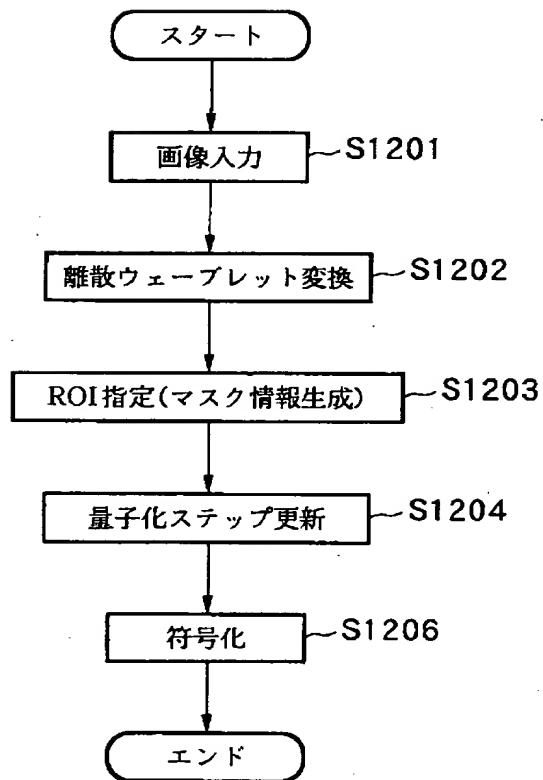 スタート
画像入力 S1201
離散ウェーブレット変換 S1202
ROI指定(マスク情報生成) S1203
量子化ステップ更新 S1204
符号化 S1206
エンド